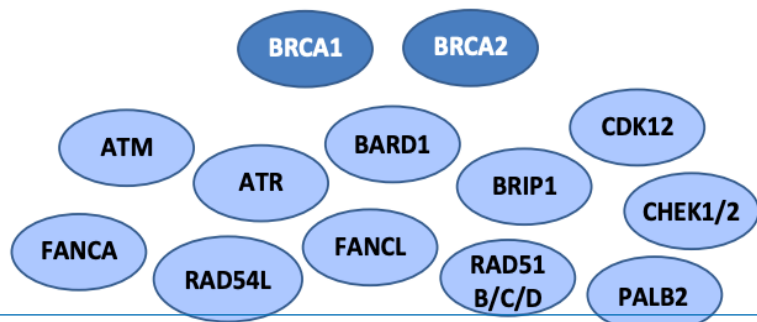 BRCA1
BRCA2
CDK12
BARD1
ATM
ATR
BRIP1
CHEK1/2
FANCA
FANCL
RAD54L
RAD51
B/C/D
PALB2